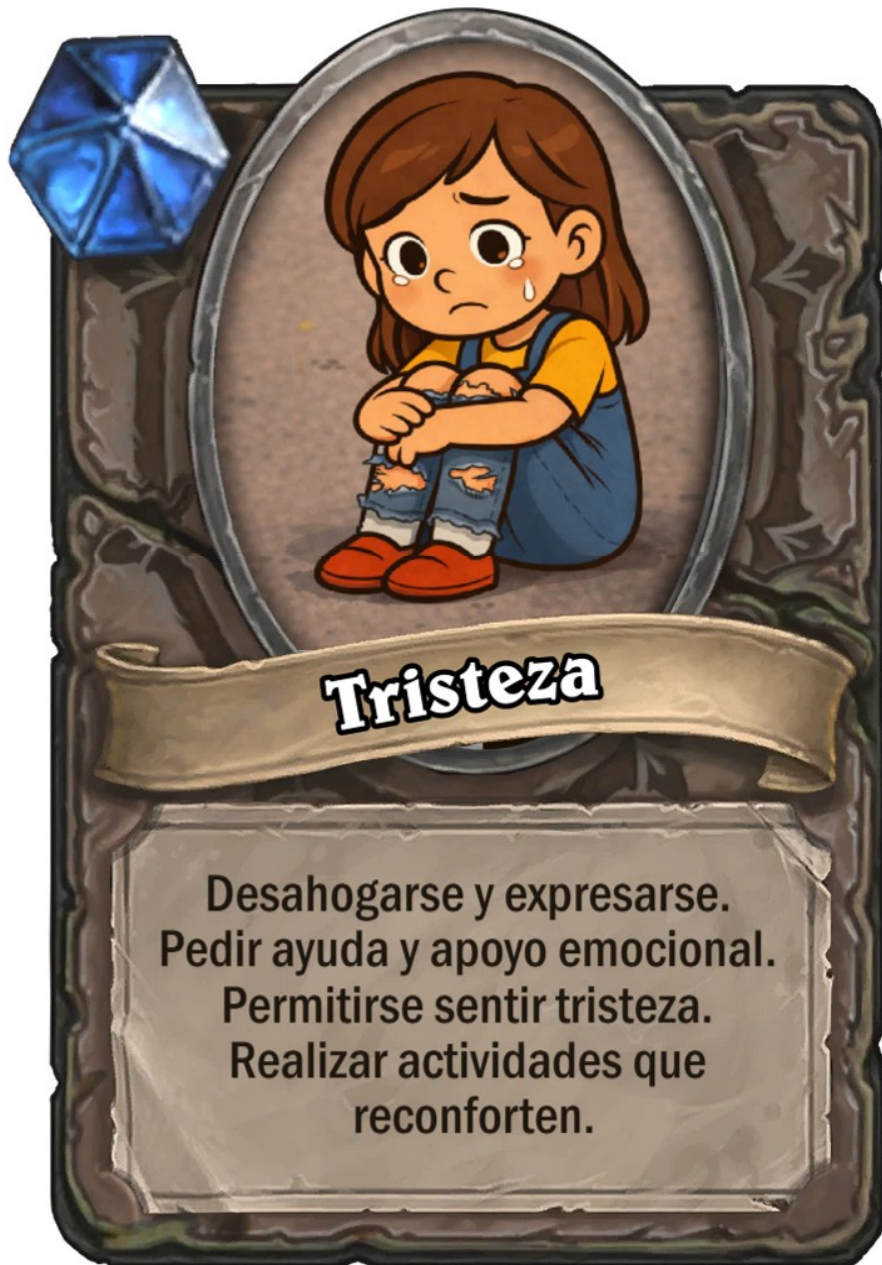 Tristeza
Desahogarse y expresarse.
Pedir ayuda y apoyo emocional.
Permitirse sentir tristeza.
Realizar actividades que
reconforten.